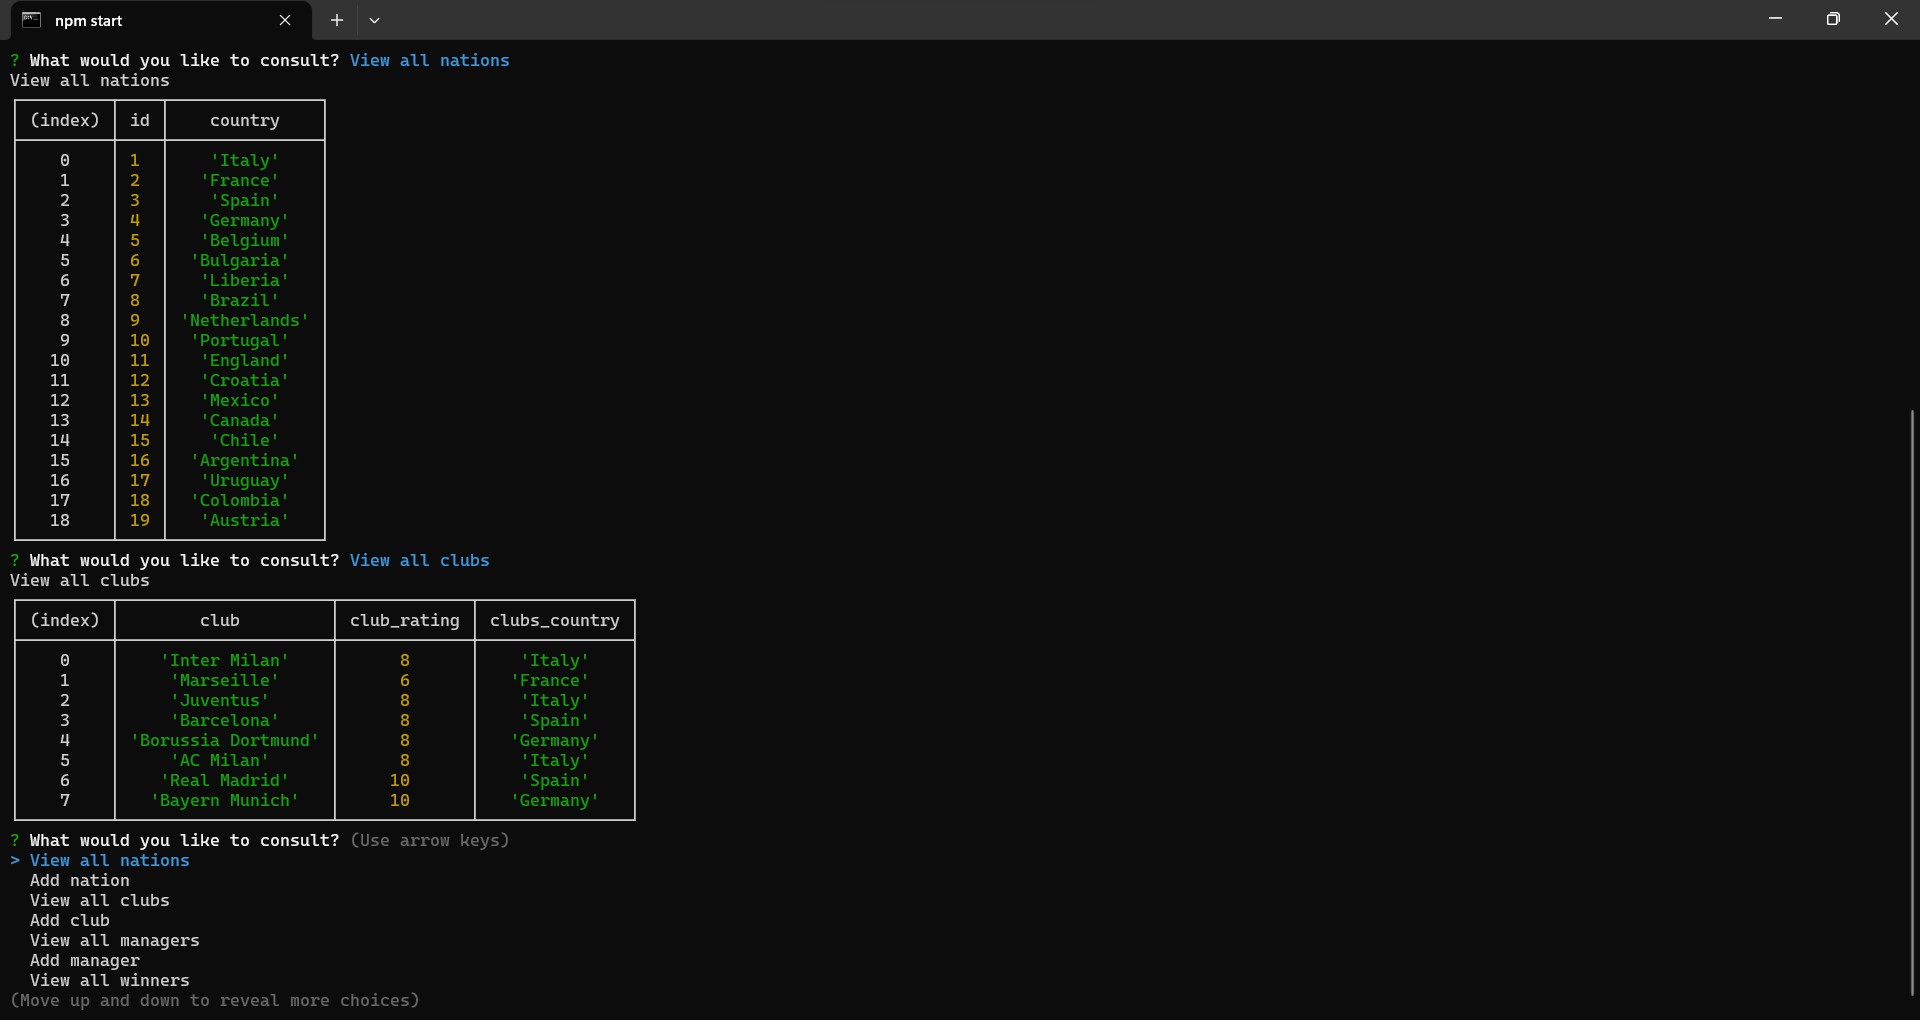 npm start
? What would you like to consult? View all nations
View all nations
(index) id country
0 1 'Italy'
1 2 'France'
2 3 'Spain'
3 4 'Germany'
4 5 'Belgium'
5 6 'Bulgaria'
6 7 'Liberia'
7 8 'Brazil'
8 9 'Netherlands'
9 10 'Portugal'
10 11 'England'
11 12 'Croatia'
12 13 'Mexico'
13 14 'Canada'
14 15 'Chile'
15 16 'Argentina'
16 17 'Uruguay'
17 18 'Colombia'
18 19 'Austria'
? What would you like to consult? View all clubs
View all clubs
(index) club club_rating clubs_country
0 'Inter Milan' 8 'Italy'
1 'Marseille' 6 'France'
2 'Juventus' 8 'Italy'
3 'Barcelona' 8 'Spain'
4 'Borussia Dortmund' 8 'Germany'
5 'AC Milan' 8 'Italy'
6 'Real Madrid' 10 'Spain'
7 'Bayern Munich' 10 'Germany'
? What would you like to consult? (Use arrow keys)
> View all nations
Add nation
View all clubs
Add club
View all managers
Add manager
View all winners
(Move up and down to reveal more choices)